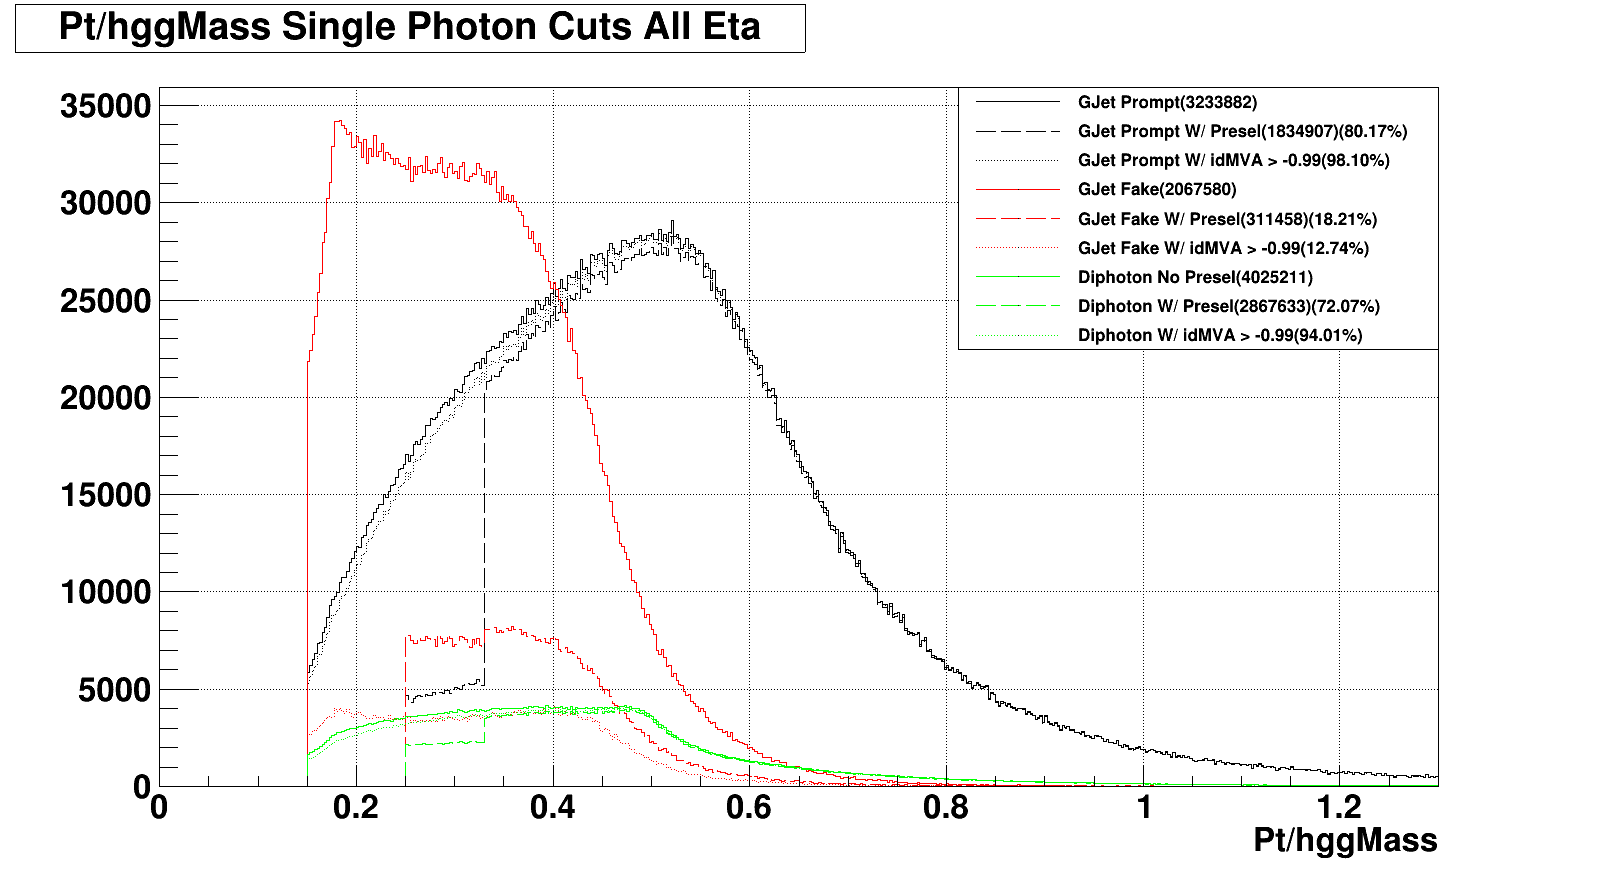 Pt/hggMass Single Photon Cuts All Eta
35000
30000
25000
20000
15000
10000
5000
0
GJet Prompt(3233882)
GJet Prompt W/ Presel(1834907)(80.17%)
GJet Prompt W/ idMVA > -0.99(98.10%)
GJet Fake(2067580)
GJet Fake W/ Presel(311458)(18.21%)
GJet Fake W/ idMVA > -0.99(12.74%)
Diphoton No Presel(4025211)
Diphoton W/ Presel(2867633)(72.07%)
Diphoton W/ idMVA > -0.99(94.01%)
0 0.2 0.4 0.6 0.8 1 1.2
Pt/hggMass